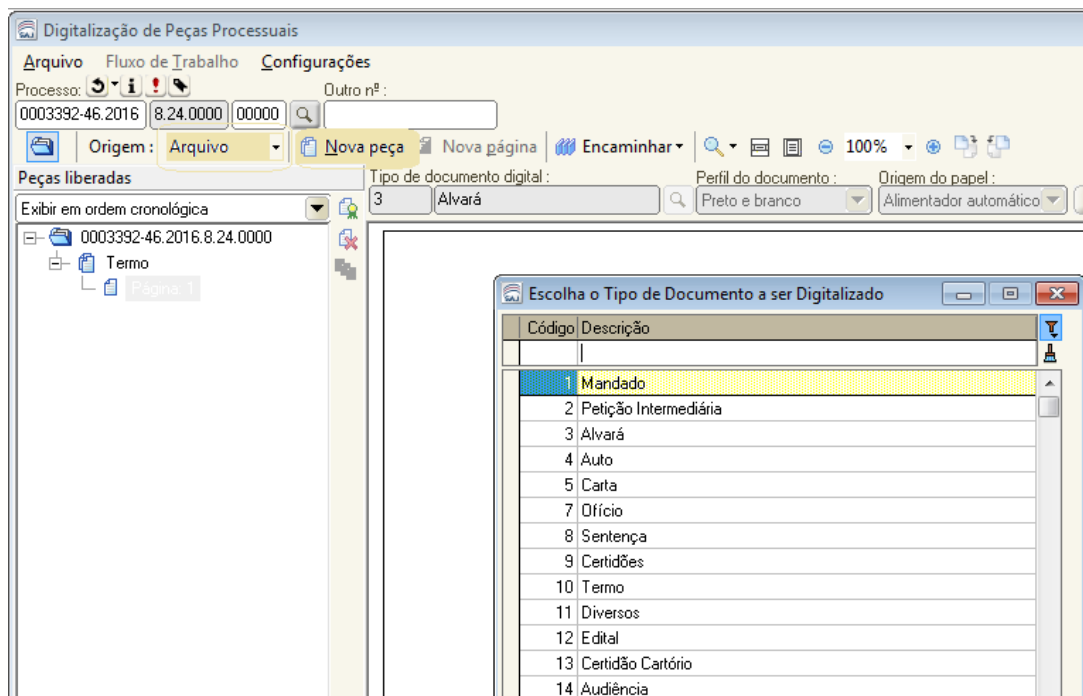 Digitalização de Peças Processuais
Arquivo Fluxo de Trabalho Configurações
Processo: Outro nº :
0003392-46.2016 8.24.0000 00000
Origem : Arquivo Nova peça Nova página Encaminhar 100%
Peças liberadas
Tipo de documento digital : Perfil do documento : Origem do papel :
Exibir em ordem cronológica
3 Alvará Preto e branco Alimentador automático
0003392-46.2016.8.24.0000
Termo
Página: 1
Escolha o Tipo de Documento a ser Digitalizado
Código Descrição
1 Mandado
2 Petição Intermediária
3 Alvará
4 Auto
5 Carta
7 Ofício
8 Sentença
9 Certidões
10 Termo
11 Diversos
12 Edital
13 Certidão Cartório
14 Audiência